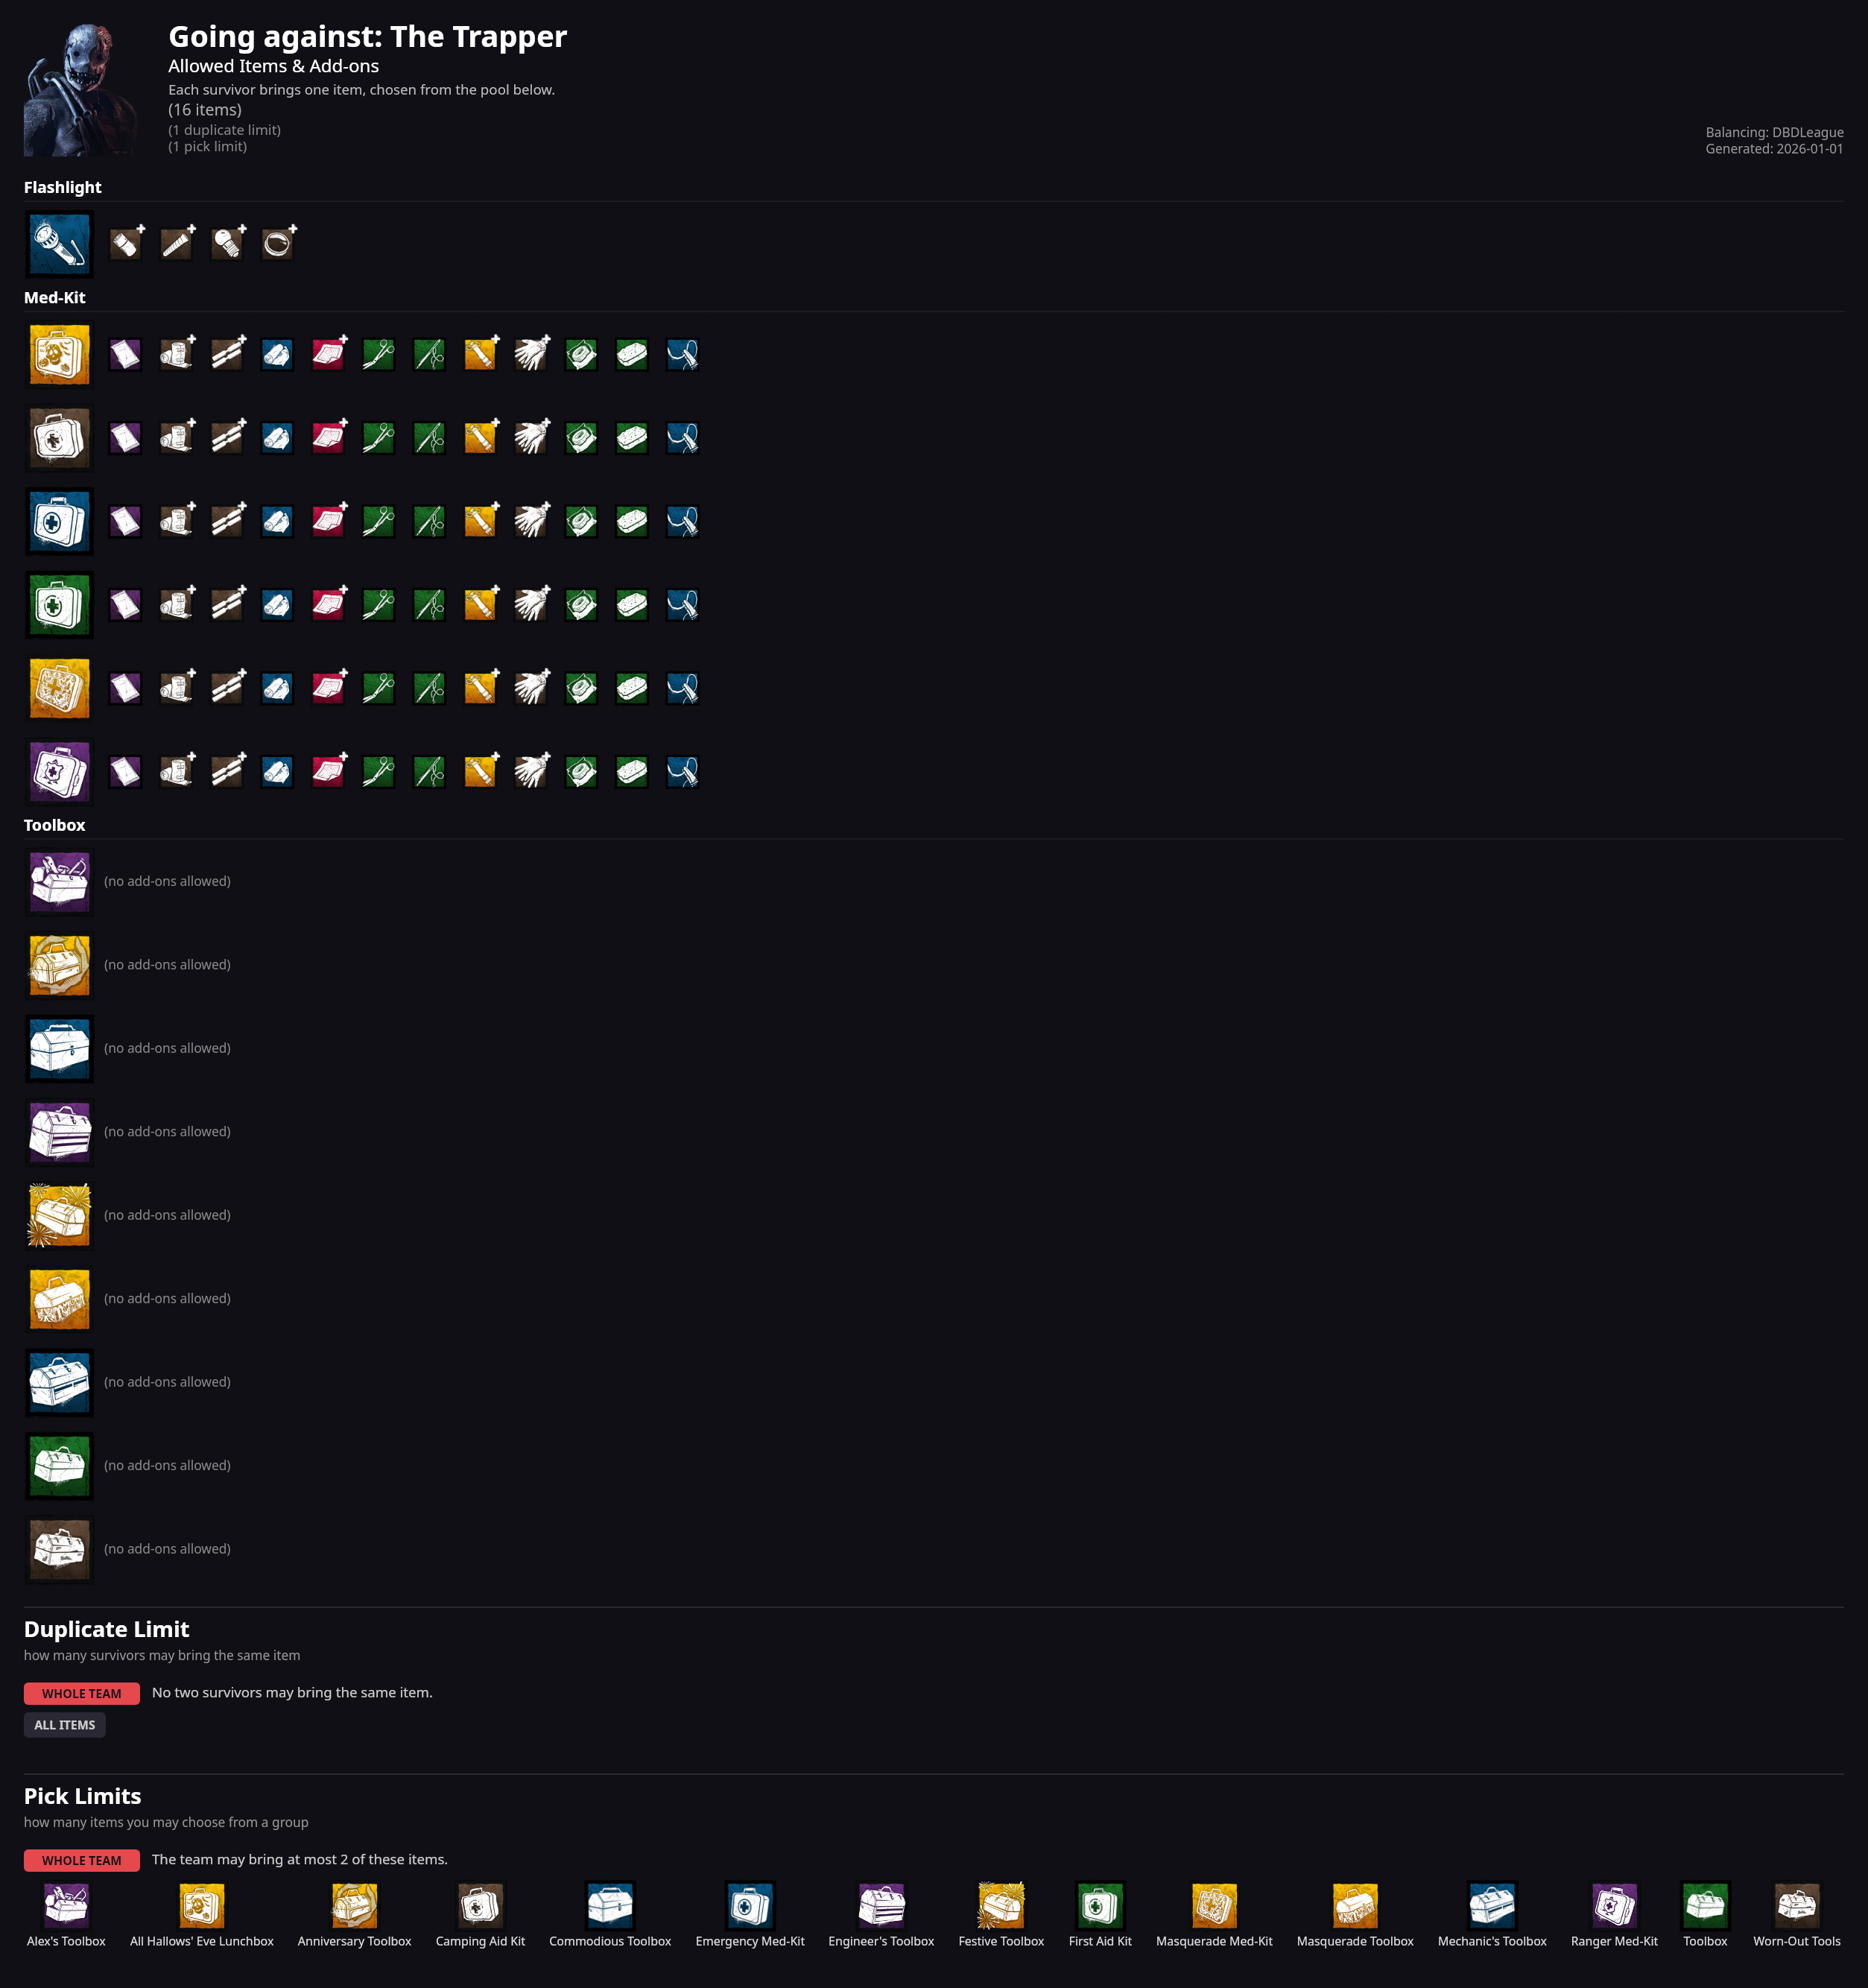 Going against: The Trapper
Allowed Items & Add-ons
Each survivor brings one item, chosen from the pool below.
(16 items)
(1 duplicate limit)
(1 pick limit)
Balancing: DBDLeague
Generated: 2026-01-01
Flashlight
Med-Kit
Toolbox
(no add-ons allowed)
(no add-ons allowed)
(no add-ons allowed)
(no add-ons allowed)
(no add-ons allowed)
(no add-ons allowed)
(no add-ons allowed)
(no add-ons allowed)
(no add-ons allowed)
Duplicate Limit
how many survivors may bring the same item
WHOLE TEAM No two survivors may bring the same item.
ALL ITEMS
Pick Limits
how many items you may choose from a group
WHOLE TEAM The team may bring at most 2 of these items.
Alex's Toolbox All Hallows' Eve Lunchbox Anniversary Toolbox Camping Aid Kit Commodious Toolbox Emergency Med-Kit Engineer's Toolbox Festive Toolbox First Aid Kit Masquerade Med-Kit Masquerade Toolbox Mechanic's Toolbox Ranger Med-Kit Toolbox Worn-Out Tools